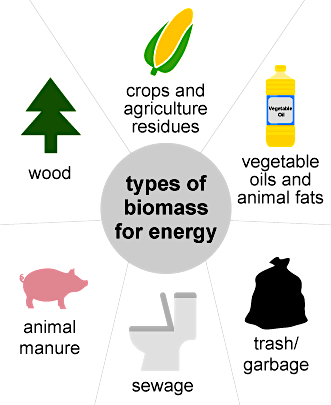 crops and
agriculture
residues
wood
Vegetable
Oil
vegetable
oils and
animal fats
types of
biomass
for energy
animal
manure
sewage
trash/
garbage